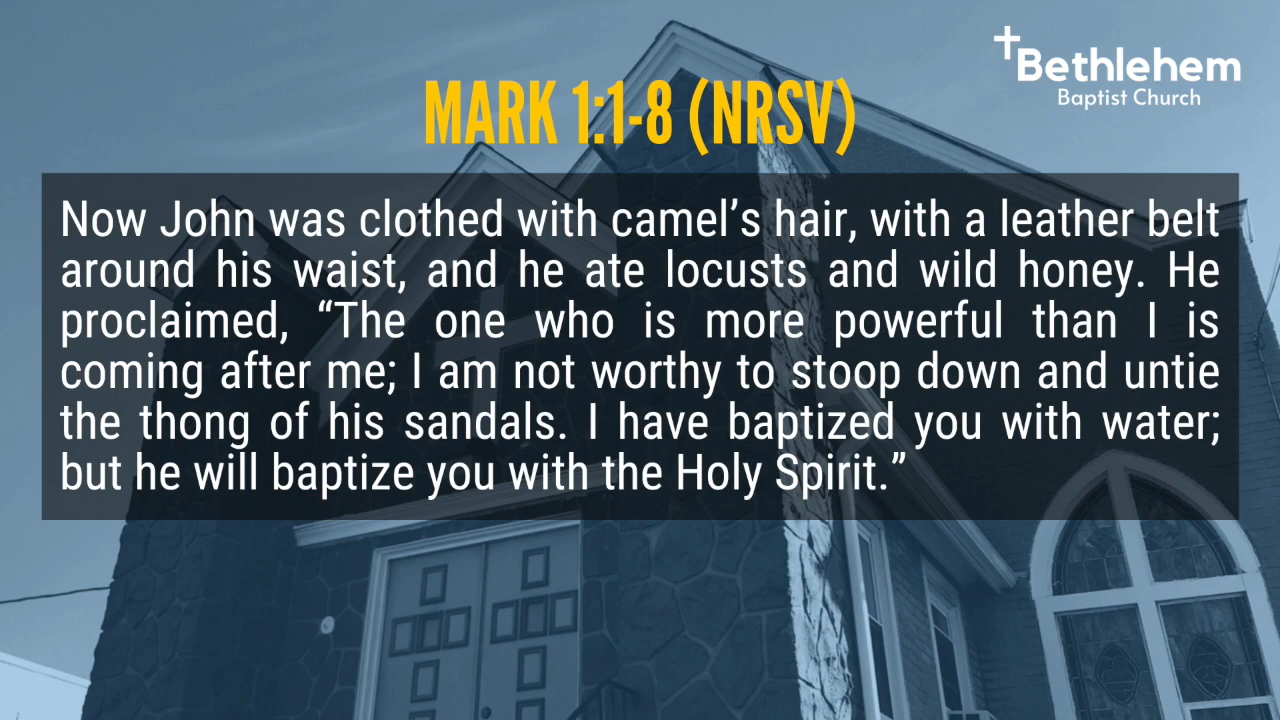 Bethlehem
Baptist Church
MARK 1:1-8 (NRSV)
Now John was clothed with camel’s hair, with a leather belt
around his waist, and he ate locusts and wild honey. He
proclaimed, “The one who is more powerful than I is
coming after me; I am not worthy to stoop down and untie
the thong of his sandals. I have baptized you with water;
but he will baptize you with the Holy Spirit.”